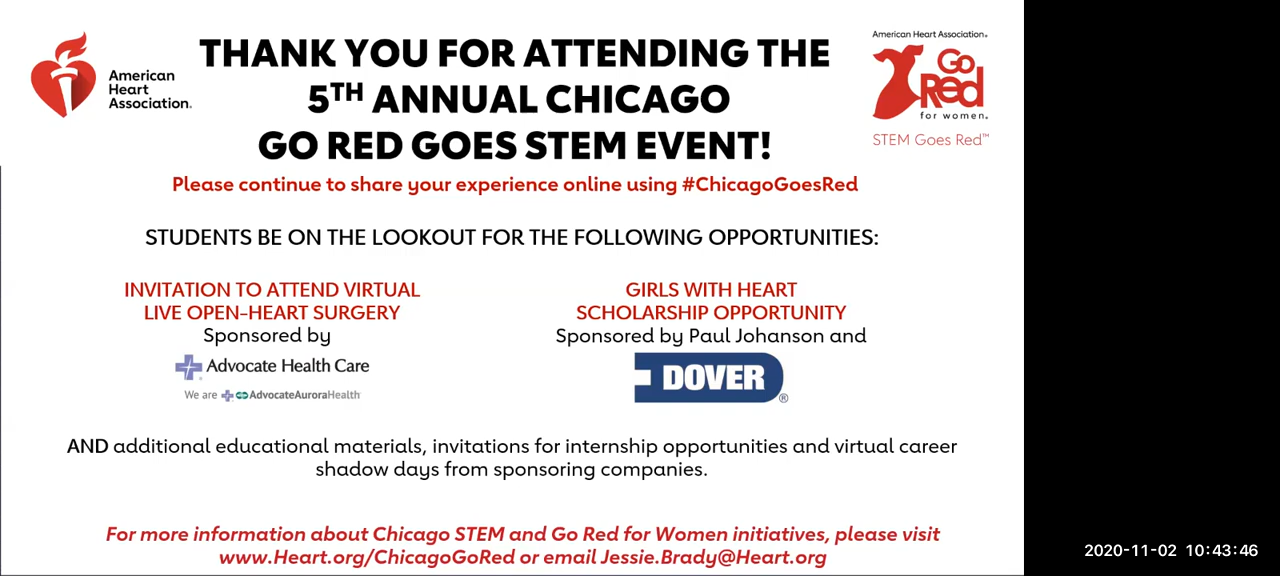 American
Heart
Association.
THANK YOU FOR ATTENDING THE
5TH ANNUAL CHICAGO
GO RED GOES STEM EVENT!
American Heart Association®
Go
Red
for women®
STEM Goes Red™
Please continue to share your experience online using #ChicagoGoesRed
STUDENTS BE ON THE LOOKOUT FOR THE FOLLOWING OPPORTUNITIES:
INVITATION TO ATTEND VIRTUAL
LIVE OPEN-HEART SURGERY
Sponsored by
Advocate Health Care
We are AdvocateAuroraHealth
GIRLS WITH HEART
SCHOLARSHIP OPPORTUNITY
Sponsored by Paul Johanson and
DOVER®
AND additional educational materials, invitations for internship opportunities and virtual career
shadow days from sponsoring companies.
For more information about Chicago STEM and Go Red for Women initiatives, please visit
www.Heart.org/ChicagoGoRed or email Jessie.Brady@Heart.org
2020-11-02 10:43:46